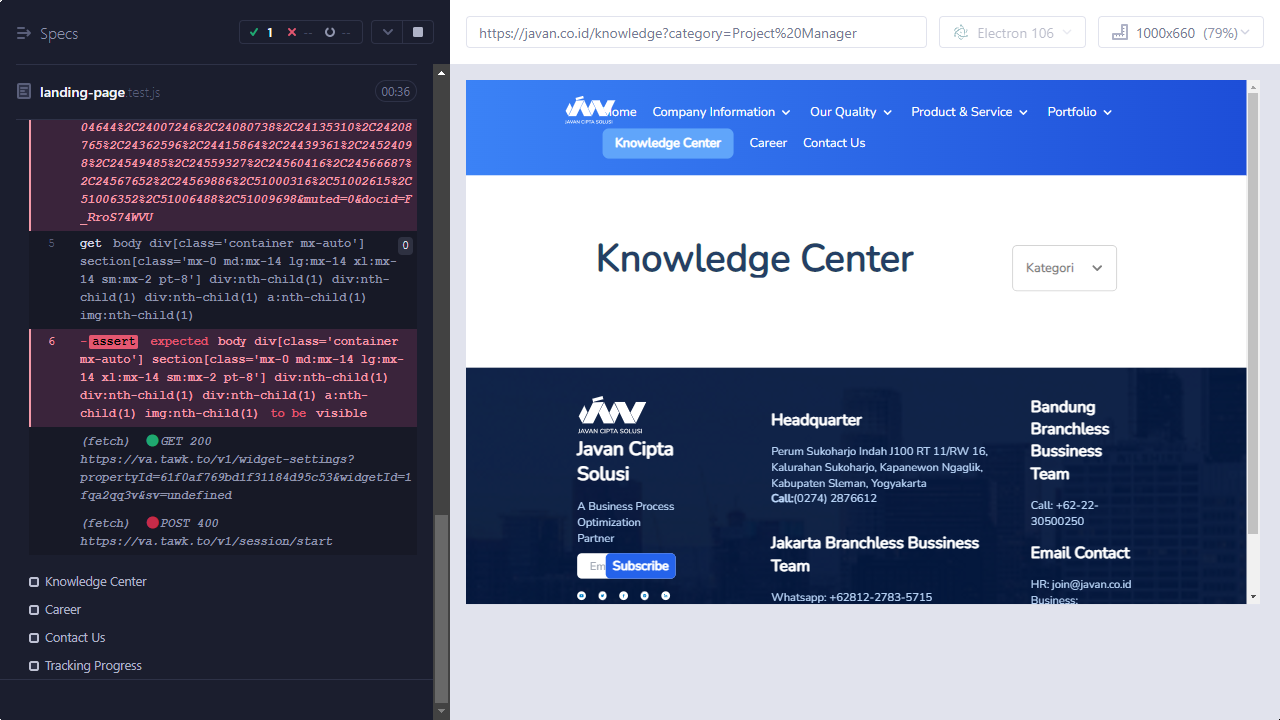 Specs
1
--
--
landing-page.test.js
00:36
04644%2C24007246%2C24080738%2C24135310%2C24208
765%2C24362596%2C24415864%2C24439361%2C2452409
8%2C24549485%2C24559327%2C24560416%2C24566687%
2C24567652%2C24569886%2C51000316%2C51002615%2C
51006352%2C51006488%2C51009698&muted=0&docid=F
_RroS74WVU
5 get body div[class='container mx-auto'] 0
section[class='mx-0 md:mx-14 lg:mx-14 xl:mx-
14 sm:mx-2 pt-8'] div:nth-child(1) div:nth-
child(1) div:nth-child(1) a:nth-child(1)
img:nth-child(1)
6 -assert expected body div[class='container
mx-auto'] section[class='mx-0 md:mx-14 lg:mx-
14 xl:mx-14 sm:mx-2 pt-8'] div:nth-child(1)
div:nth-child(1) div:nth-child(1) a:nth-
child(1) img:nth-child(1) to be visible
(fetch) GET 200
https://va.tawk.to/v1/widget-settings?
propertyId=61f0af769bd1f31184d95c53&widgetId=1
fqa2qq3v&sv=undefined
(fetch) POST 400
https://va.tawk.to/v1/session/start
Knowledge Center
Career
Contact Us
Tracking Progress
https://javan.co.id/knowledge?category=Project%20Manager
Electron 106
1000x660 (79%)
JAVAN CIPTA SOLUSI
ome
Company Information
Our Quality
Product & Service
Portfolio
Knowledge Center
Career
Contact Us
Knowledge Center
Kategori
JAVAN CIPTA SOLUSI
Javan Cipta
Solusi
A Business Process
Optimization
Partner
Em
Subscribe
Headquarter
Perum Sukoharjo Indah J100 RT 11/RW 16,
Kalurahan Sukoharjo, Kapanewon Ngaglik,
Kabupaten Sleman, Yogyakarta
Call:(0274) 2876612
Jakarta Branchless Bussiness
Team
Whatsapp: +62812-2783-5715
Bandung
Branchless
Bussiness
Team
Call: +62-22-
30500250
Email Contact
HR: join@javan.co.id
Business: